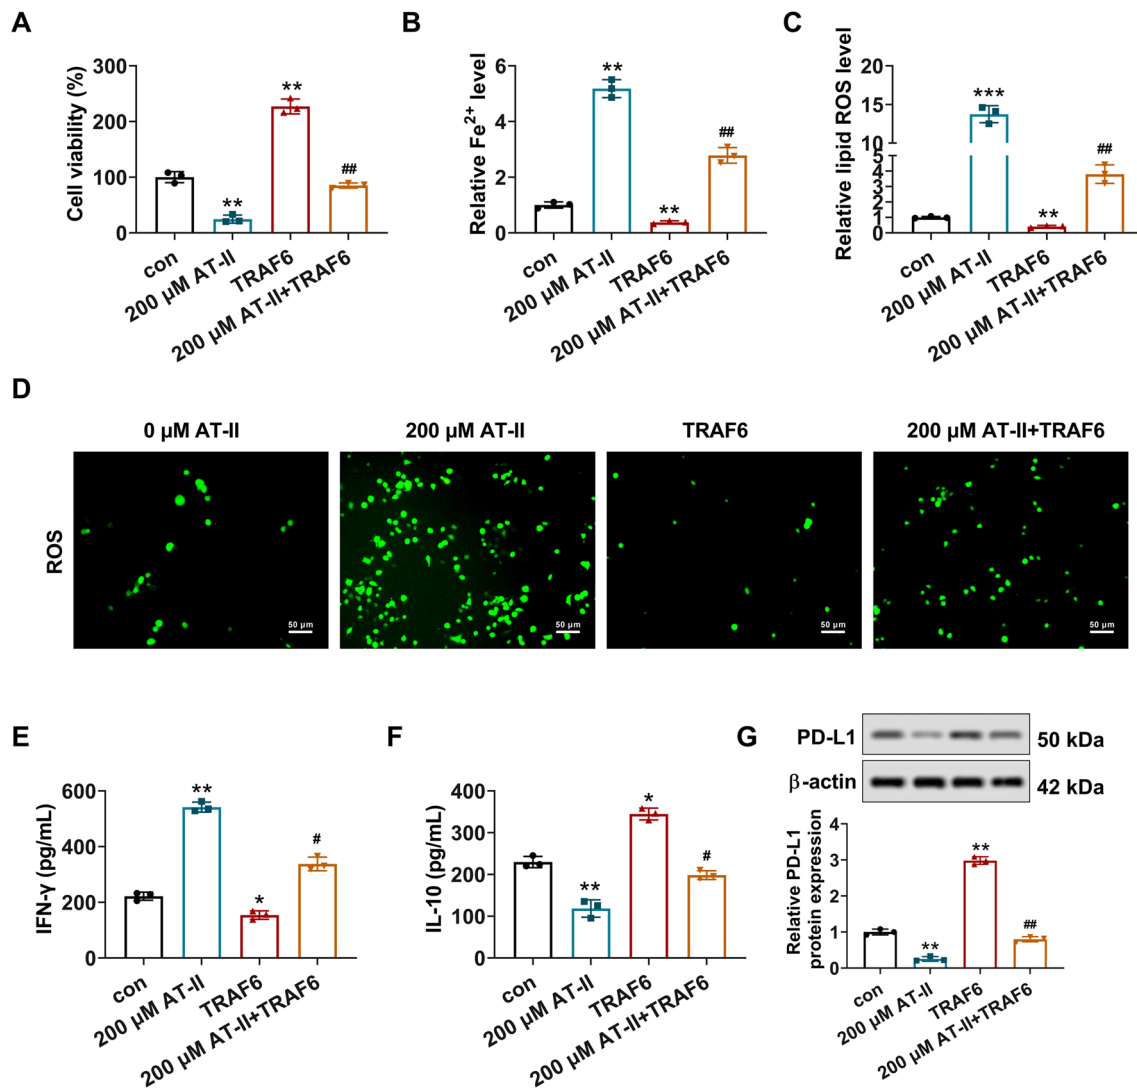 A
Cell viability (%)
300
200
100
0
**
**
##
con
200 μM AT-II
TRAF6
200 μM AT-II+TRAF6
B
Relative Fe²⁺ level
6
4
2
0
**
**
##
con
200 μM AT-II
TRAF6
200 μM AT-II+TRAF6
C
Relative lipid ROS level
20
15
10
5
4
3
2
1
0
***
**
##
con
200 μM AT-II
TRAF6
200 μM AT-II+TRAF6
D
0 μM AT-II
200 μM AT-II
TRAF6
200 μM AT-II+TRAF6
ROS
50 μm
50 μm
50 μm
50 μm
E
IFN-γ (pg/mL)
600
400
200
0
**
*
#
con
200 μM AT-II
TRAF6
200 μM AT-II+TRAF6
F
IL-10 (pg/mL)
400
300
200
100
0
**
*
#
con
200 μM AT-II
TRAF6
200 μM AT-II+TRAF6
G
PD-L1
50 kDa
β-actin
42 kDa
Relative PD-L1
protein expression
4
3
2
1
0
**
**
##
con
200 μM AT-II
TRAF6
200 μM AT-II+TRAF6